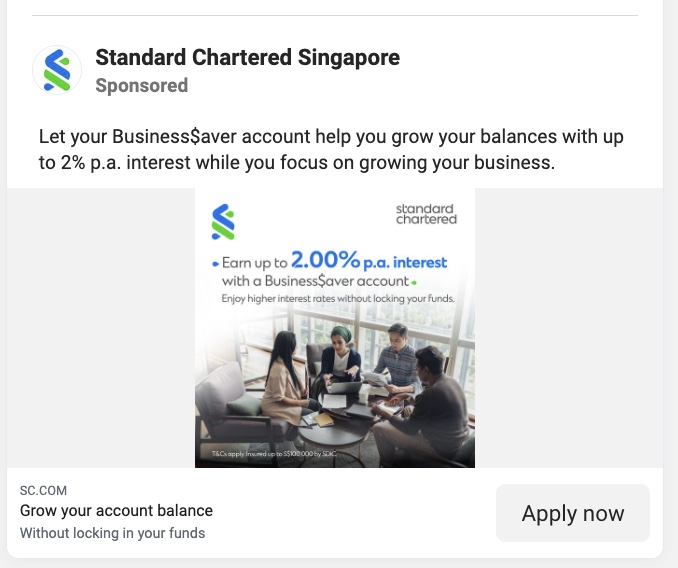 Standard Chartered Singapore
Sponsored
Let your Business$aver account help you grow your balances with up
to 2% p.a. interest while you focus on growing your business.
standard
chartered
Earn up to 2.00% p.a. interest
with a Business$aver account
Enjoy higher interest rates without locking your funds.
T&Cs apply Insured up to S$100 000 by SDIC.
SC.COM
Grow your account balance
Without locking in your funds
Apply now